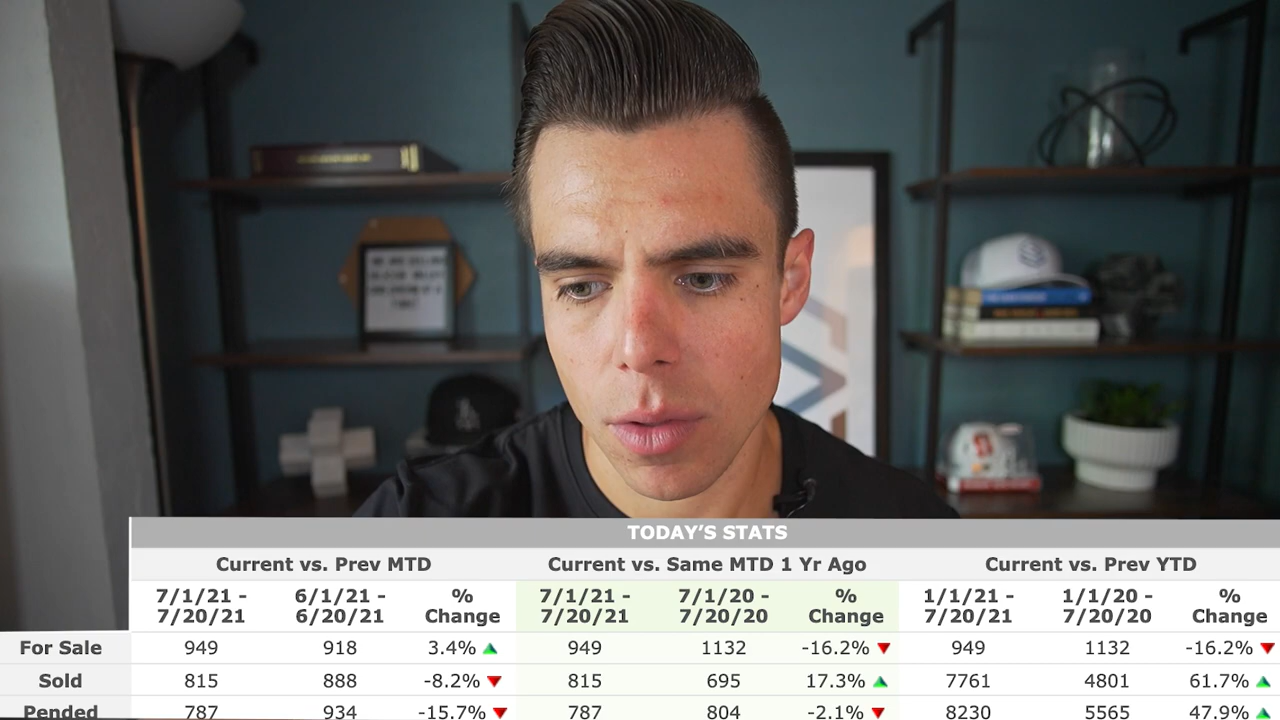 TODAY'S STATS
Current vs. Prev MTD Current vs. Same MTD 1 Yr Ago Current vs. Prev YTD
7/1/21 - 7/20/21 6/1/21 - 6/20/21 % Change 7/1/21 - 7/20/21 7/1/20 - 7/20/20 % Change 1/1/21 - 7/20/21 1/1/20 - 7/20/20 % Change
For Sale 949 918 3.4% 949 1132 -16.2% 949 1132 -16.2%
Sold 815 888 -8.2% 815 695 17.3% 7761 4801 61.7%
Pended 787 934 -15.7% 787 804 -2.1% 8230 5565 47.9%